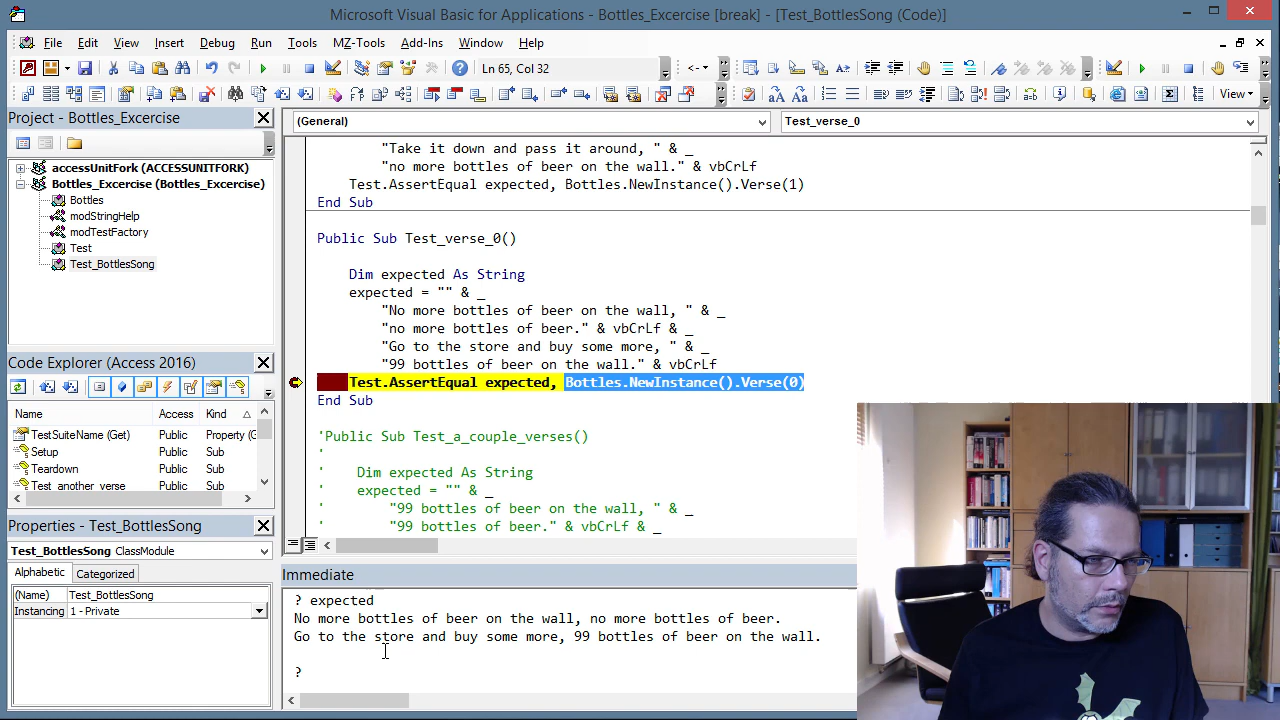 Microsoft Visual Basic for Applications - Bottles_Excercise [break] - [Test_BottlesSong (Code)]
File Edit View Insert Debug Run Tools MZ-Tools Add-Ins Window Help
Ln 65, Col 32
View
Project - Bottles_Excercise
accessUnitFork (ACCESSUNITFORK)
Bottles_Excercise (Bottles_Excercise)
Bottles
modStringHelp
modTestFactory
Test
Test_BottlesSong
Code Explorer (Access 2016)
Name Access Kind
TestSuiteName (Get) Public Property (G
Setup Public Sub
Teardown Public Sub
Test_another_verse Public Sub
Properties - Test_BottlesSong
Test_BottlesSong ClassModule
Alphabetic Categorized
(Name) Test_BottlesSong
Instancing 1 - Private
(General) Test_verse_0
"Take it down and pass it around, " & _
"no more bottles of beer on the wall." & vbCrLf
Test.AssertEqual expected, Bottles.NewInstance().Verse(1)
End Sub
Public Sub Test_verse_0()
Dim expected As String
expected = "" & _
"No more bottles of beer on the wall, " & _
"no more bottles of beer." & vbCrLf & _
"Go to the store and buy some more, " & _
"99 bottles of beer on the wall." & vbCrLf
Test.AssertEqual expected, Bottles.NewInstance().Verse(0)
End Sub
'Public Sub Test_a_couple_verses()
'
' Dim expected As String
' expected = "" & _
' "99 bottles of beer on the wall, " & _
' "99 bottles of beer." & vbCrLf & _
Immediate
? expected
No more bottles of beer on the wall, no more bottles of beer.
Go to the store and buy some more, 99 bottles of beer on the wall.
?